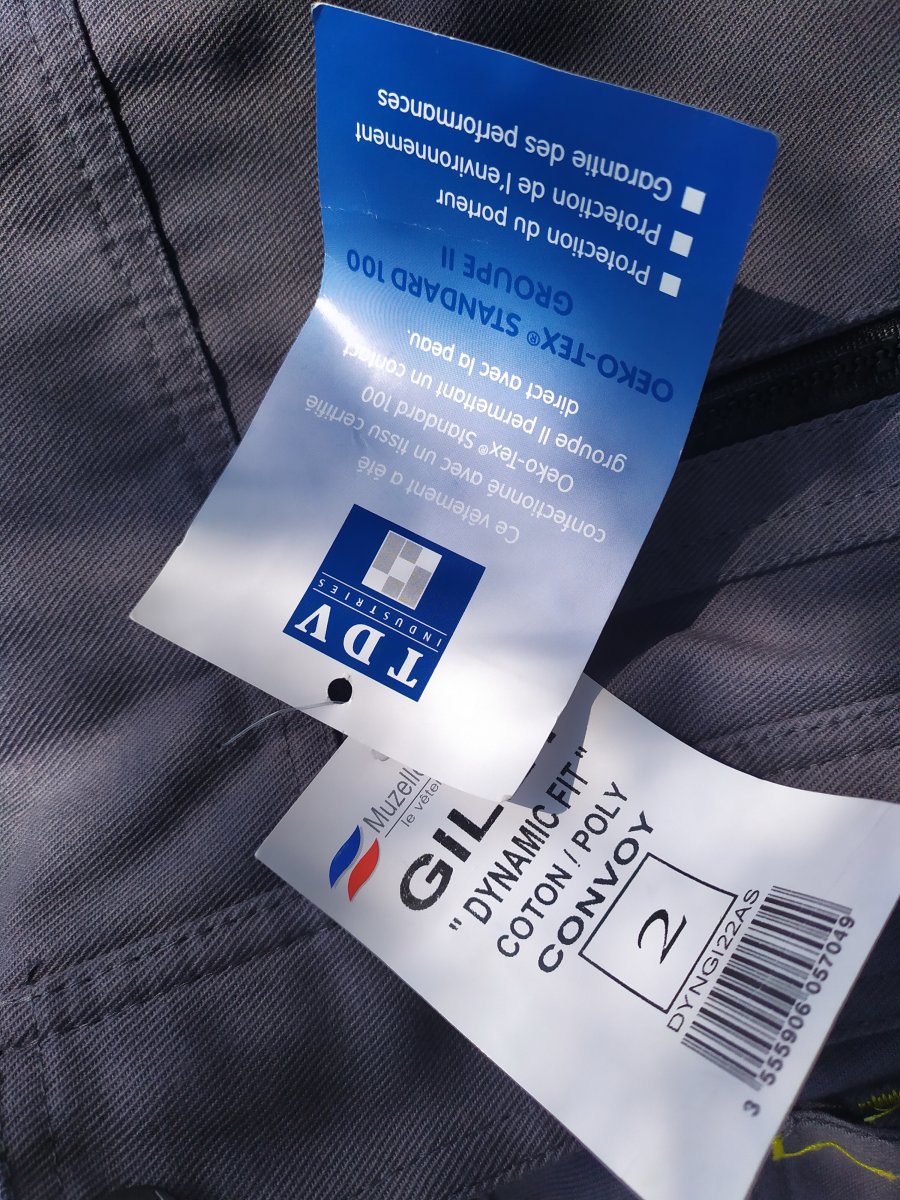 TDV
INDUSTRIES
Ce vêtement a été
confectionné avec un tissu certifié
Oeko-Tex® Standard 100
groupe II permettant un contact
direct avec la peau.
OEKO-TEX® STANDARD 100
GROUPE II
Protection du porteur
Protection de l'environnement
Garantie des performances
le
" DYNAMIC FIT "
COTON / POLY
CONVOY
2
DYNGI22AS
3 555906 057049